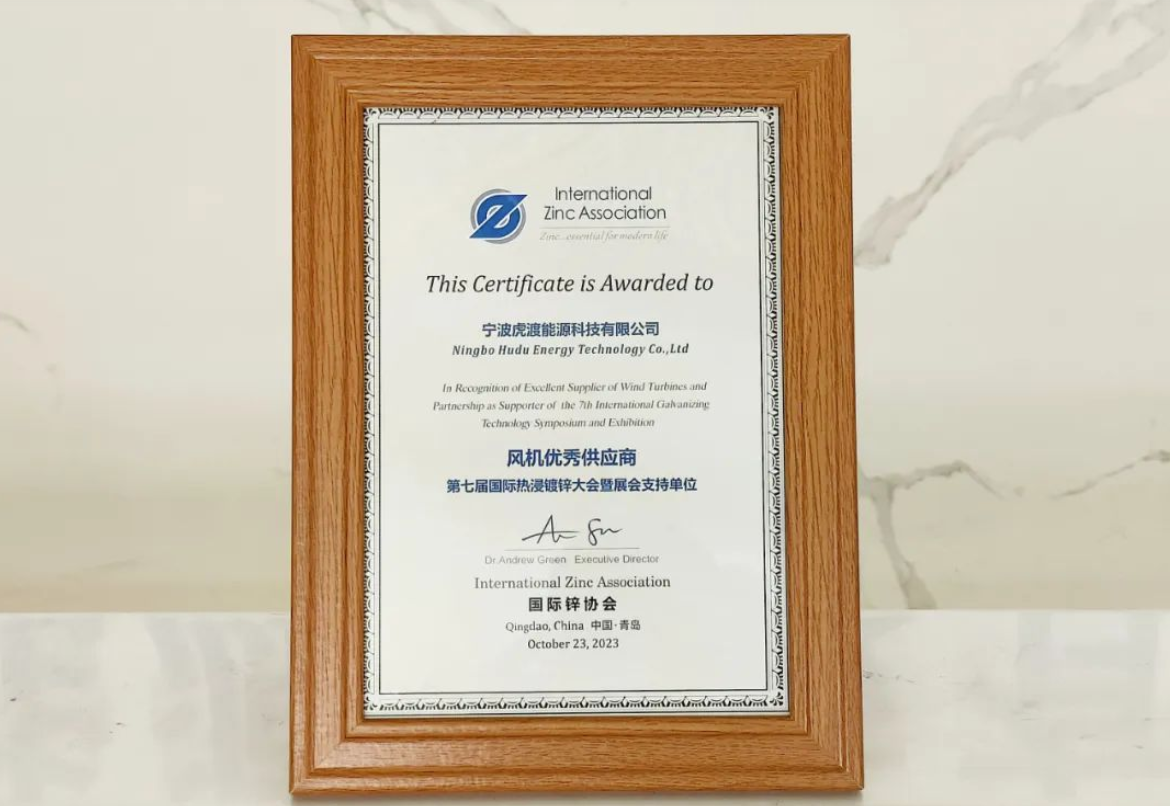 International
Zinc Association
Zinc...essential for modern life
This Certificate is Awarded to
宁波虎渡能源科技有限公司
Ningbo Hudu Energy Technology Co.,Ltd
In Recognition of Excellent Supplier of Wind Turbines and
Partnership as Supporter of the 7th International Galvanizing
Technology Symposium and Exhibition
风机优秀供应商
第七届国际热浸镀锌大会暨展会支持单位
Dr Andrew Green Executive Director
International Zinc Association
国际锌协会
Qingdao, China 中国·青岛
October 23, 2023